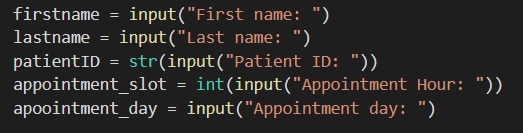 firstname = input("First name: ")
lastname = input("Last name: ")
patientID = str(input("Patient ID: "))
appointment_slot = int(input("Appointment Hour: "))
apoointment_day = input("Appointment day: ")